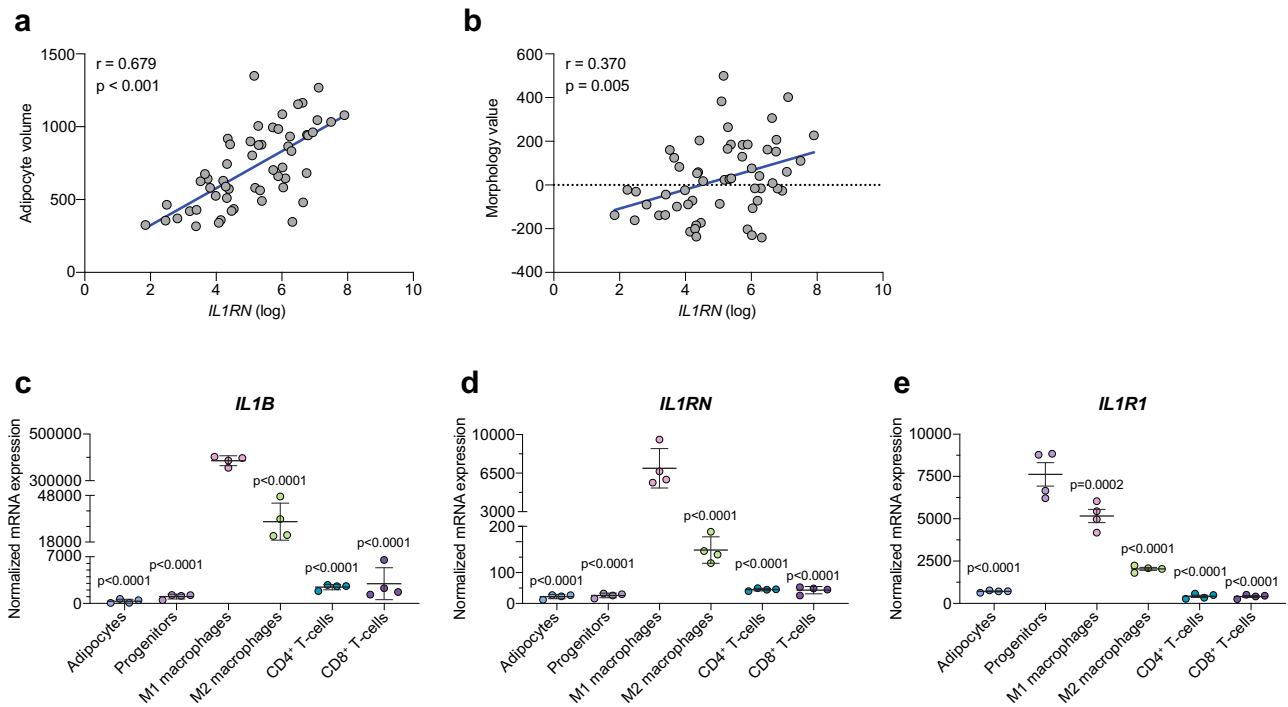 a
r = 0.679
p < 0.001
1500
1000
500
0
Adipocyte volume
0 2 4 6 8 10
IL1RN (log)
b
r = 0.370
p = 0.005
600
400
200
0
-200
-400
Morphology value
0 2 4 6 8 10
IL1RN (log)
c
IL1B
Normalized mRNA expression
500000
300000
48000
18000
7000
0
p<0.0001
p<0.0001
p<0.0001
p<0.0001
p<0.0001
Adipocytes
Progenitors
M1 macrophages
M2 macrophages
CD4+ T-cells
CD8+ T-cells
d
IL1RN
Normalized mRNA expression
10000
6500
3000
200
100
0
p<0.0001
p<0.0001
p<0.0001
p<0.0001
p<0.0001
Adipocytes
Progenitors
M1 macrophages
M2 macrophages
CD4+ T-cells
CD8+ T-cells
e
IL1R1
Normalized mRNA expression
10000
7500
5000
2500
0
p<0.0001
p=0.0002
p<0.0001
p<0.0001
p<0.0001
Adipocytes
Progenitors
M1 macrophages
M2 macrophages
CD4+ T-cells
CD8+ T-cells